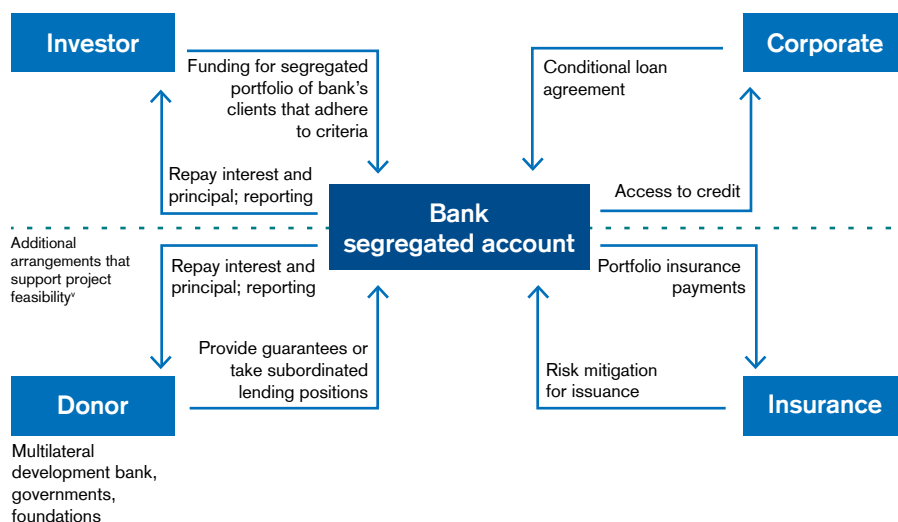 Investor
Corporate
Funding for segregated
portfolio of bank’s
clients that adhere
to criteria
Conditional loan
agreement
Repay interest and
principal; reporting
Access to credit
Bank
segregated account
Additional
arrangements that
support project
feasibilityᵛ
Repay interest and
principal; reporting
Portfolio insurance
payments
Provide guarantees or
take subordinated
lending positions
Risk mitigation
for issuance
Donor
Insurance
Multilateral
development bank,
governments,
foundations